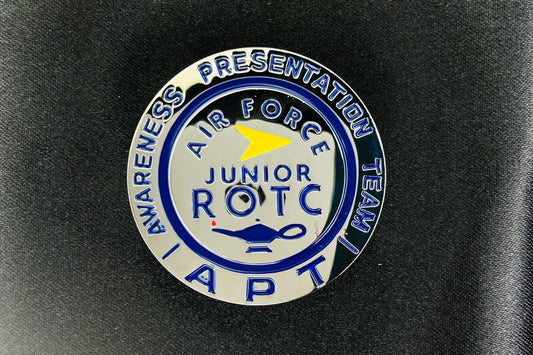 AWARENESS PRESENTATION TEAM
APT
AIR FORCE
JUNIOR
ROTC